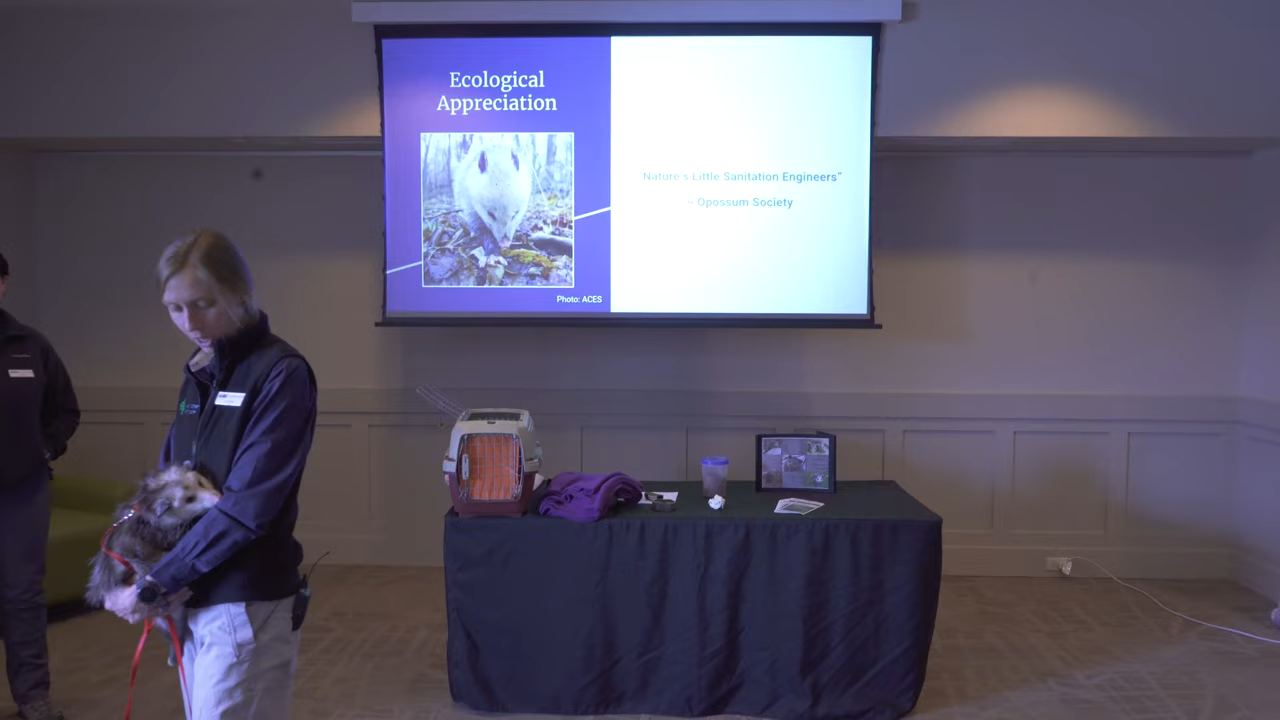 Ecological
Appreciation
Nature's Little Sanitation Engineers"
~ Opossum Society
Photo: ACES